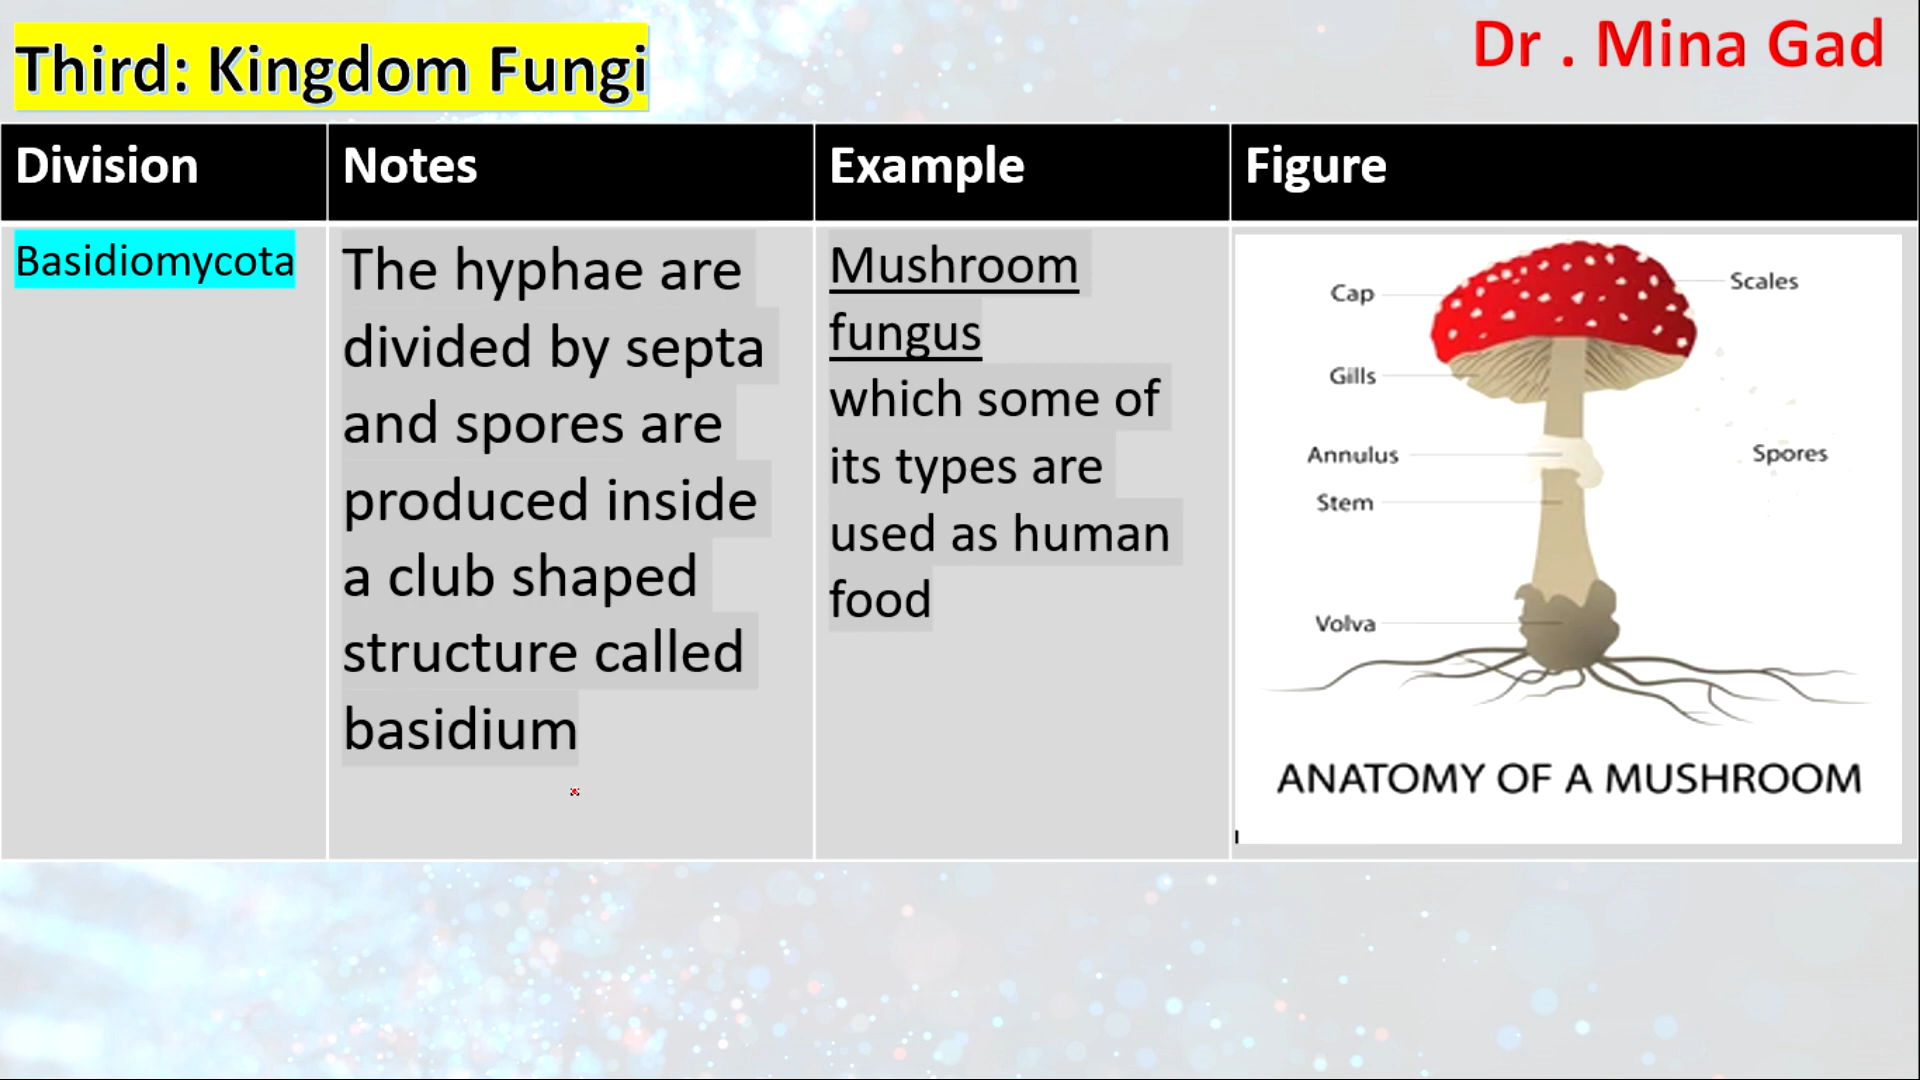 Third: Kingdom Fungi
Dr . Mina Gad
Division
Notes
Example
Figure
Basidiomycota
The hyphae are
divided by septa
and spores are
produced inside
a club shaped
structure called
basidium
Mushroom
fungus
which some of
its types are
used as human
food
Cap
Scales
Gills
Annulus
Spores
Stem
Volva
ANATOMY OF A MUSHROOM